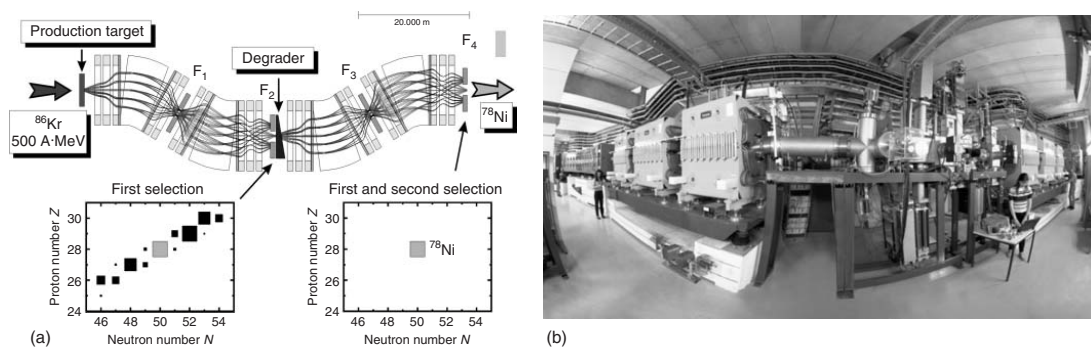 20.000 m
Production target
Degrader
F1
F2
F3
F4
86Kr
500 A·MeV
78Ni
First selection
First and second selection
Proton number Z
30
28
26
24
46 48 50 52 54
Neutron number N
Proton number Z
30
28
26
24
78Ni
46 48 50 52 54
Neutron number N
(a)
(b)